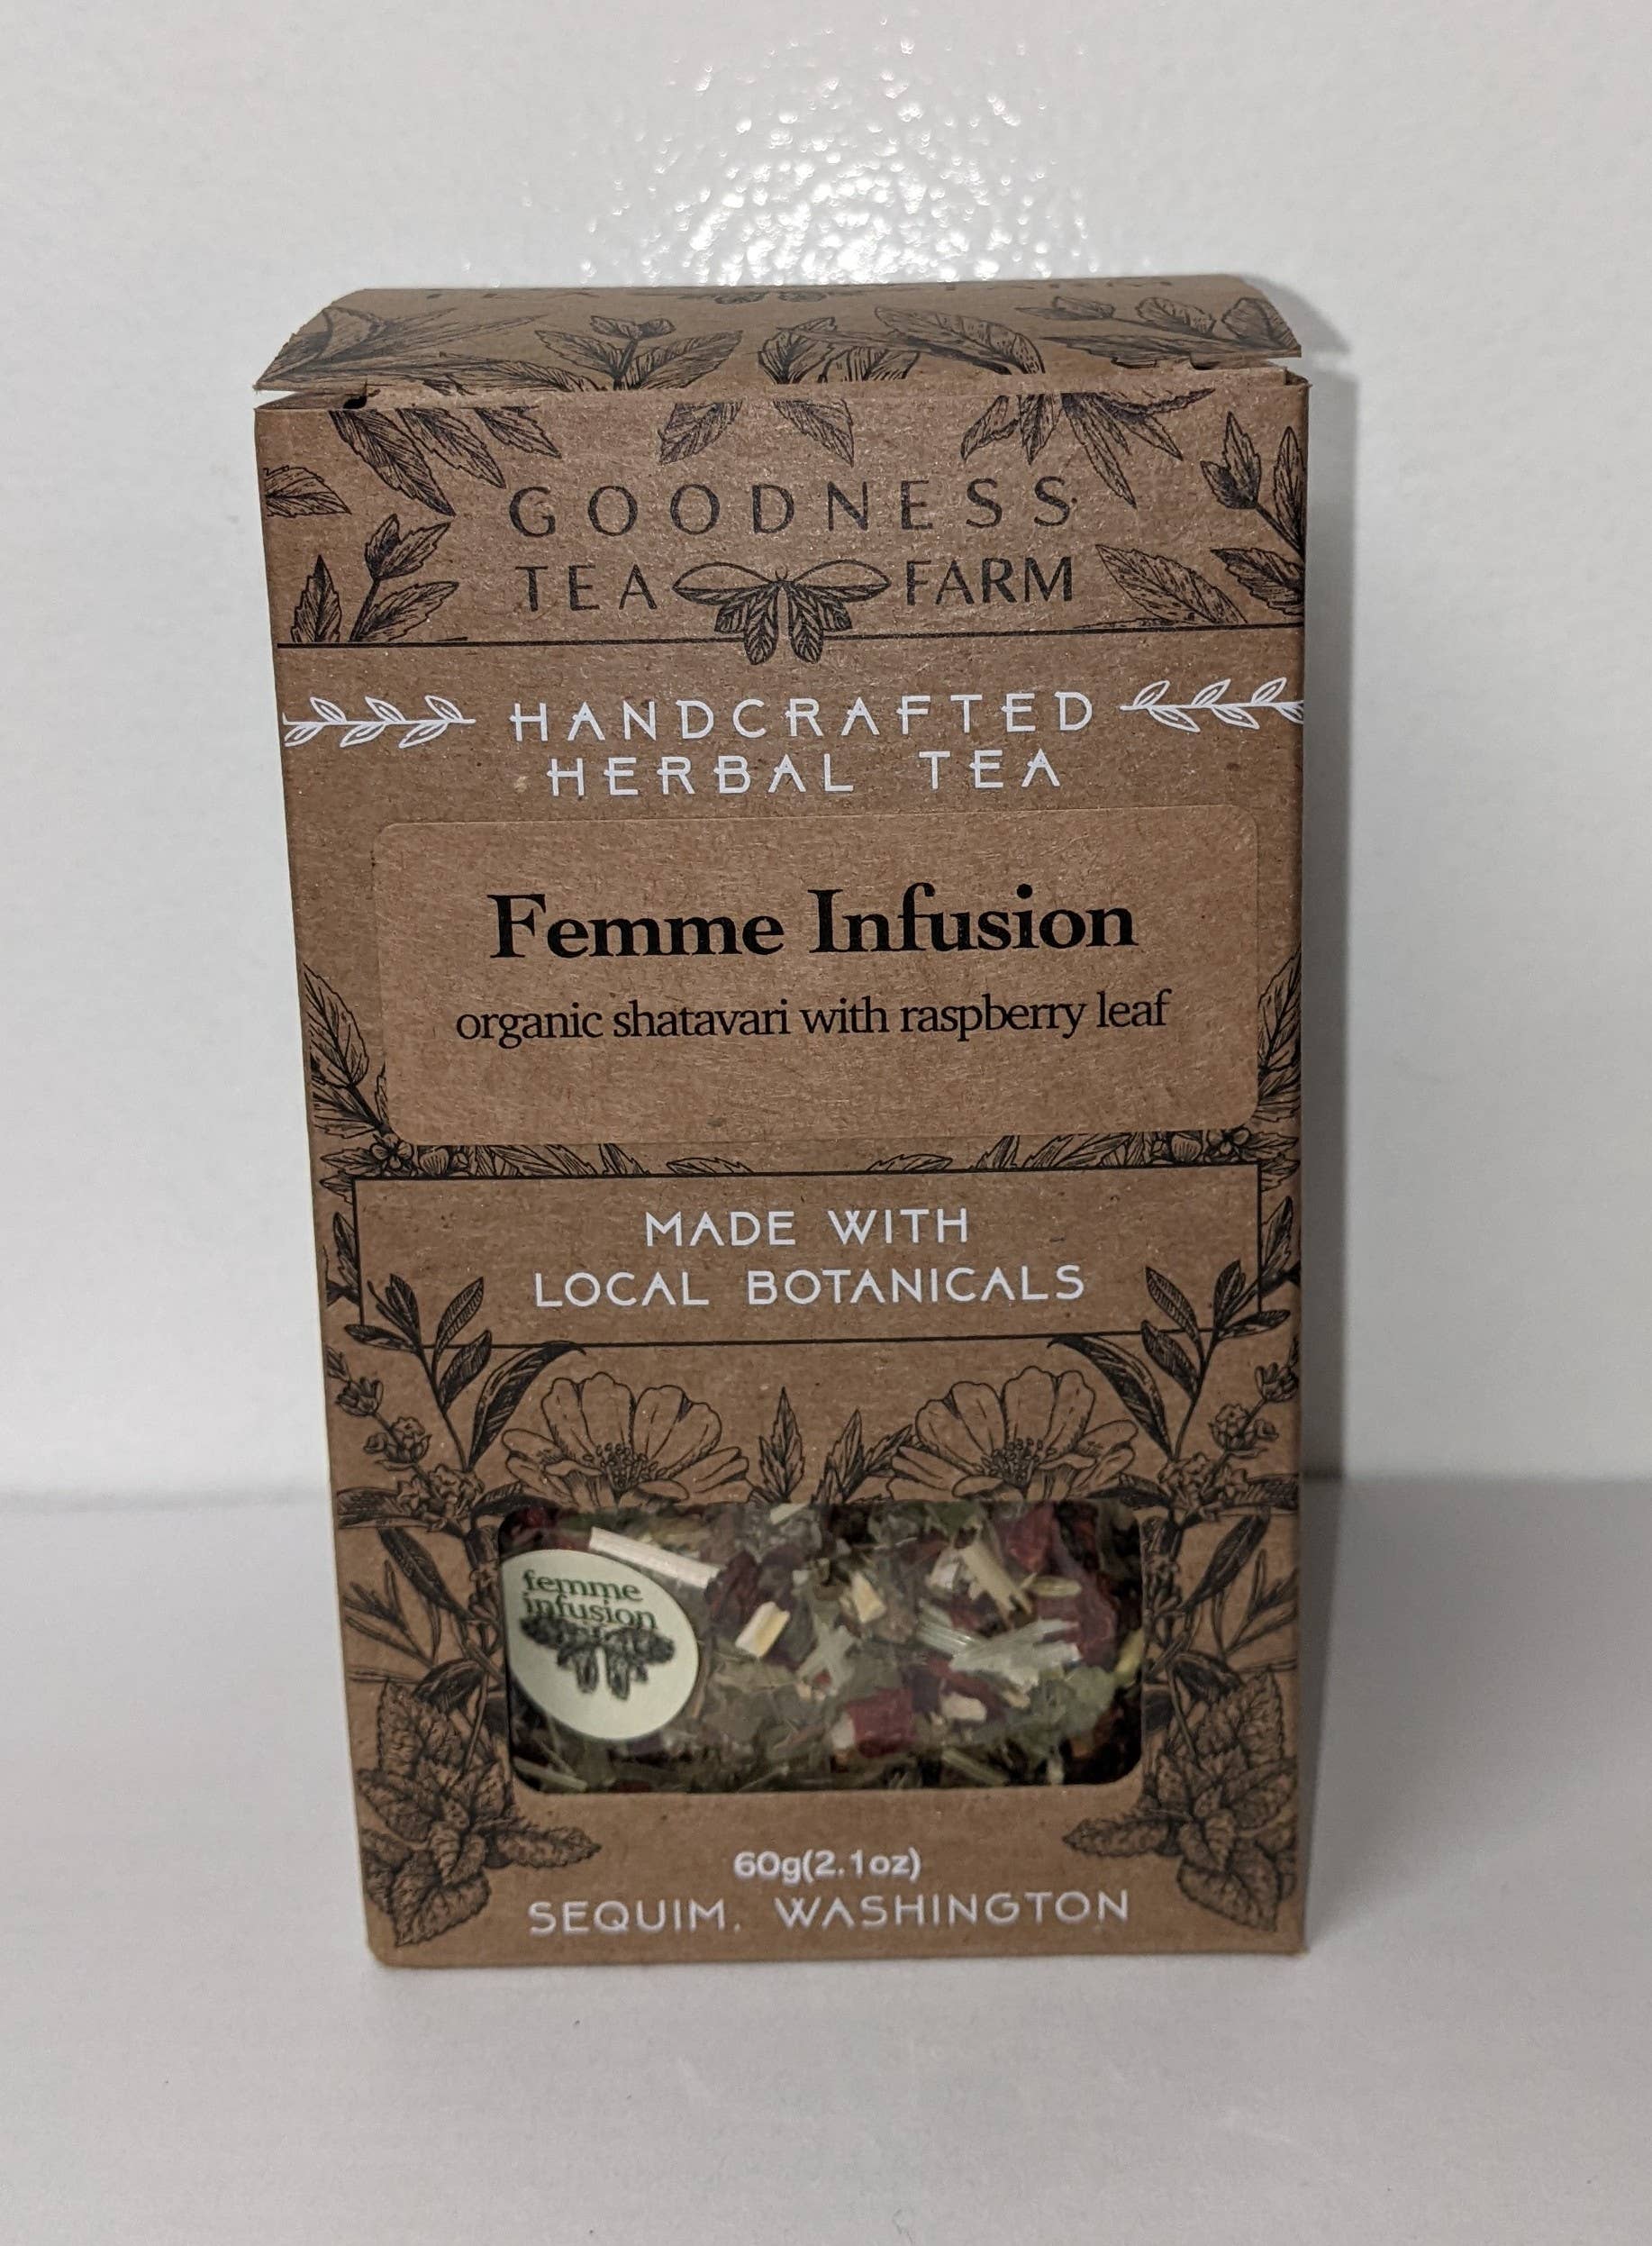 GOODNESS
TEA FARM
HANDCRAFTED
HERBAL TEA
Femme Infusion
organic shatavari with raspberry leaf
MADE WITH
LOCAL BOTANICALS
femme
infusion
60g(2.1oz)
SEQUIM, WASHINGTON